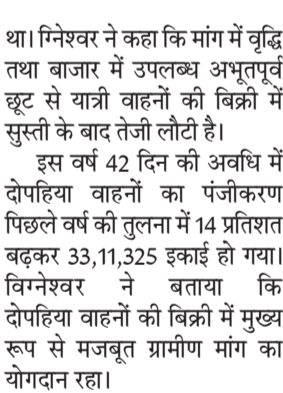 था। ग्निेश्वर ने कहा कि मांग में वृद्धि
तथा बाजार में उपलब्ध अभूतपूर्व
छूट से यात्री वाहनों की बिक्री में
सुस्ती के बाद तेजी लौटी है।
इस वर्ष 42 दिन की अवधि में
दोपहिया वाहनों का पंजीकरण
पिछले वर्ष की तुलना में 14 प्रतिशत
बढ़कर 33,11,325 इकाई हो गया।
विग्नेश्वर ने बताया कि
दोपहिया वाहनों की बिक्री में मुख्य
रूप से मजबूत ग्रामीण मांग का
योगदान रहा।